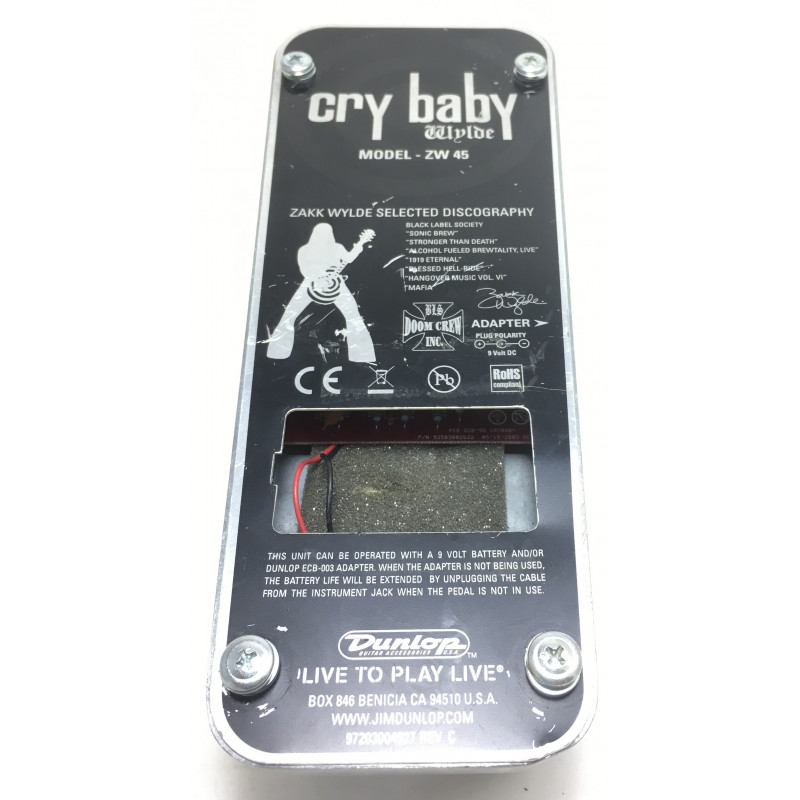 cry baby
Wylde
MODEL - ZW 45
ZAKK WYLDE SELECTED DISCOGRAPHY
BLACK LABEL SOCIETY
"SONIC BREW"
"STRONGER THAN DEATH"
"ALCOHOL FUELED BREWTALITY, LIVE"
"1919 ETERNAL"
"BLESSED HELL RIDE"
"HANGOVER MUSIC VOL. VI"
"MAFIA"
BLS
DOOM CREW
INC.
ADAPTER
PLUG POLARITY
9 Volt DC
CE
Pb
RoHS
compliant
THIS UNIT CAN BE OPERATED WITH A 9 VOLT BATTERY AND/OR
DUNLOP ECB-003 ADAPTER. WHEN THE ADAPTER IS NOT BEING USED,
THE BATTERY LIFE WILL BE EXTENDED BY UNPLUGGING THE CABLE
FROM THE INSTRUMENT JACK WHEN THE PEDAL IS NOT IN USE.
Dunlop TM
GUITAR ACCESSORIES U.S.A.
LIVE TO PLAY LIVE®
BOX 846 BENICIA CA 94510 U.S.A.
WWW.JIMDUNLOP.COM
REV. C